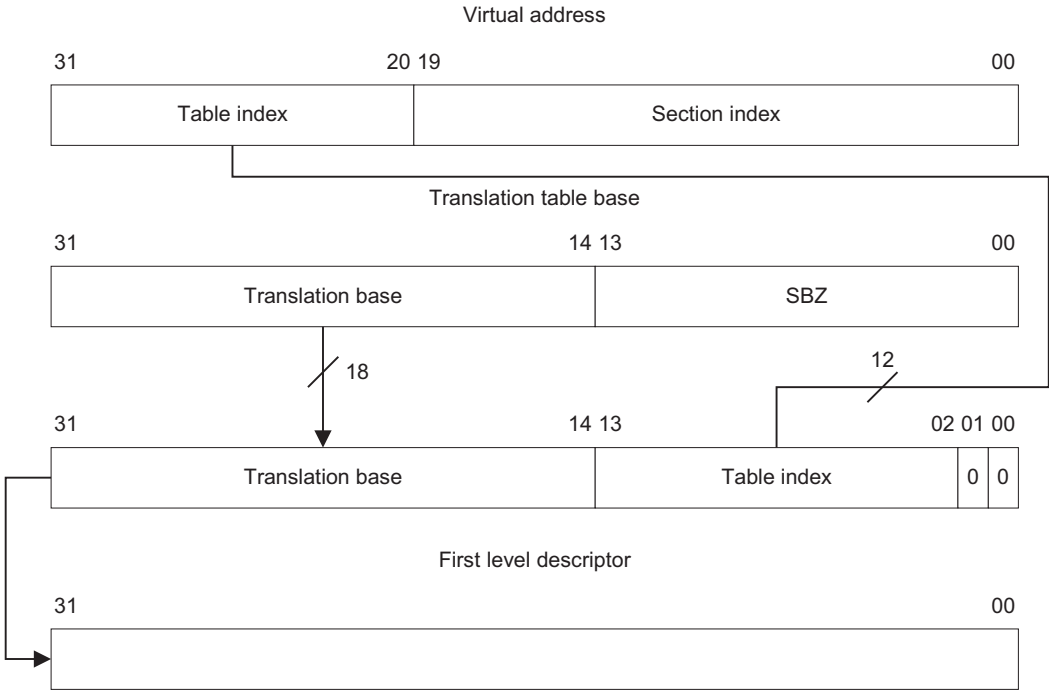 Virtual address
31 20 19 00
Table index Section index
Translation table base
31 14 13 00
Translation base SBZ
18 12
31 14 13 02 01 00
Translation base Table index 0 0
First level descriptor
31 00